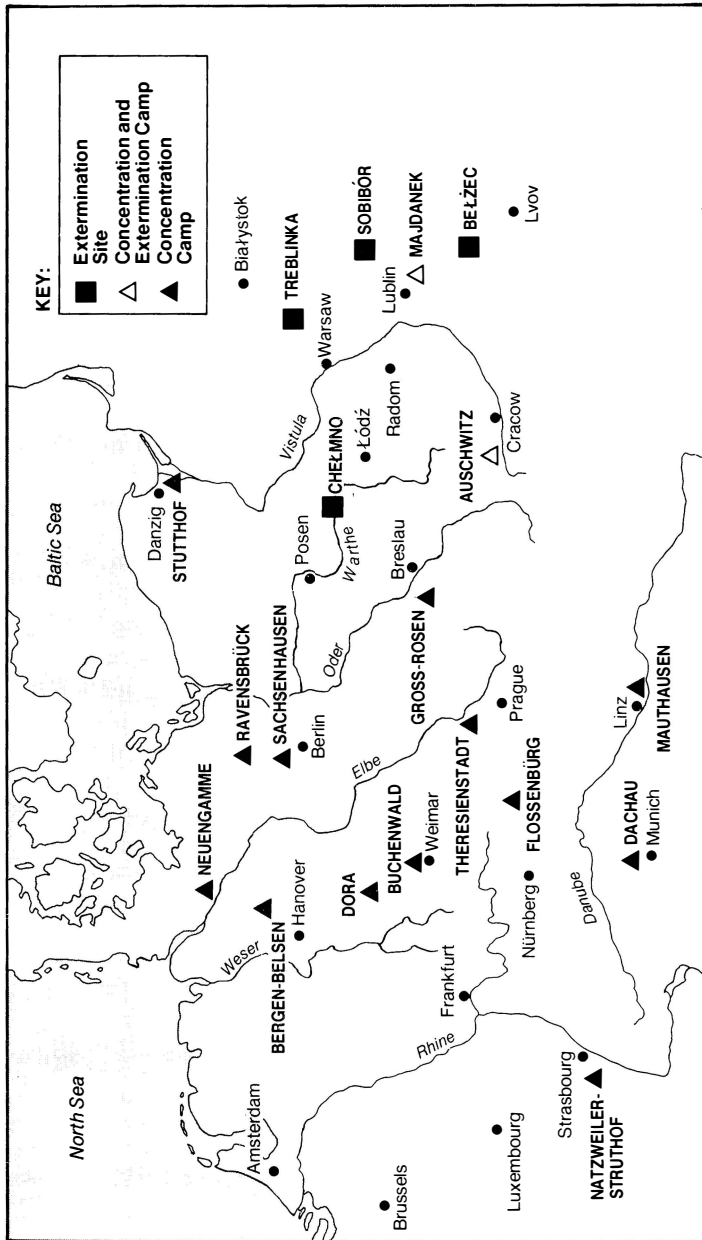 KEY:
Extermination
Site
Concentration and
Extermination Camp
Concentration
Camp
North Sea
Baltic Sea
Danzig
STUTTHOF
NEUENGAMME
RAVENSBRÜCK
SACHSENHAUSEN
Berlin
Białystok
TREBLINKA
Vistula
Warsaw
Posen
Warthe
CHEŁMNO
Łódź
SOBIBÓR
Lublin
MAJDANEK
Radom
BEŁŻEC
Lvov
Amsterdam
BERGEN-BELSEN
Weser
Hanover
Elbe
Oder
DORA
BUCHENWALD
Weimar
GROSS-ROSEN
Breslau
AUSCHWITZ
Cracow
Brussels
Rhine
Frankfurt
THERESIENSTADT
Prague
Luxembourg
Nürnberg
FLOSSENBÜRG
Strasbourg
NATZWEILER-
STRUTHOF
Danube
DACHAU
Munich
Linz
MAUTHAUSEN